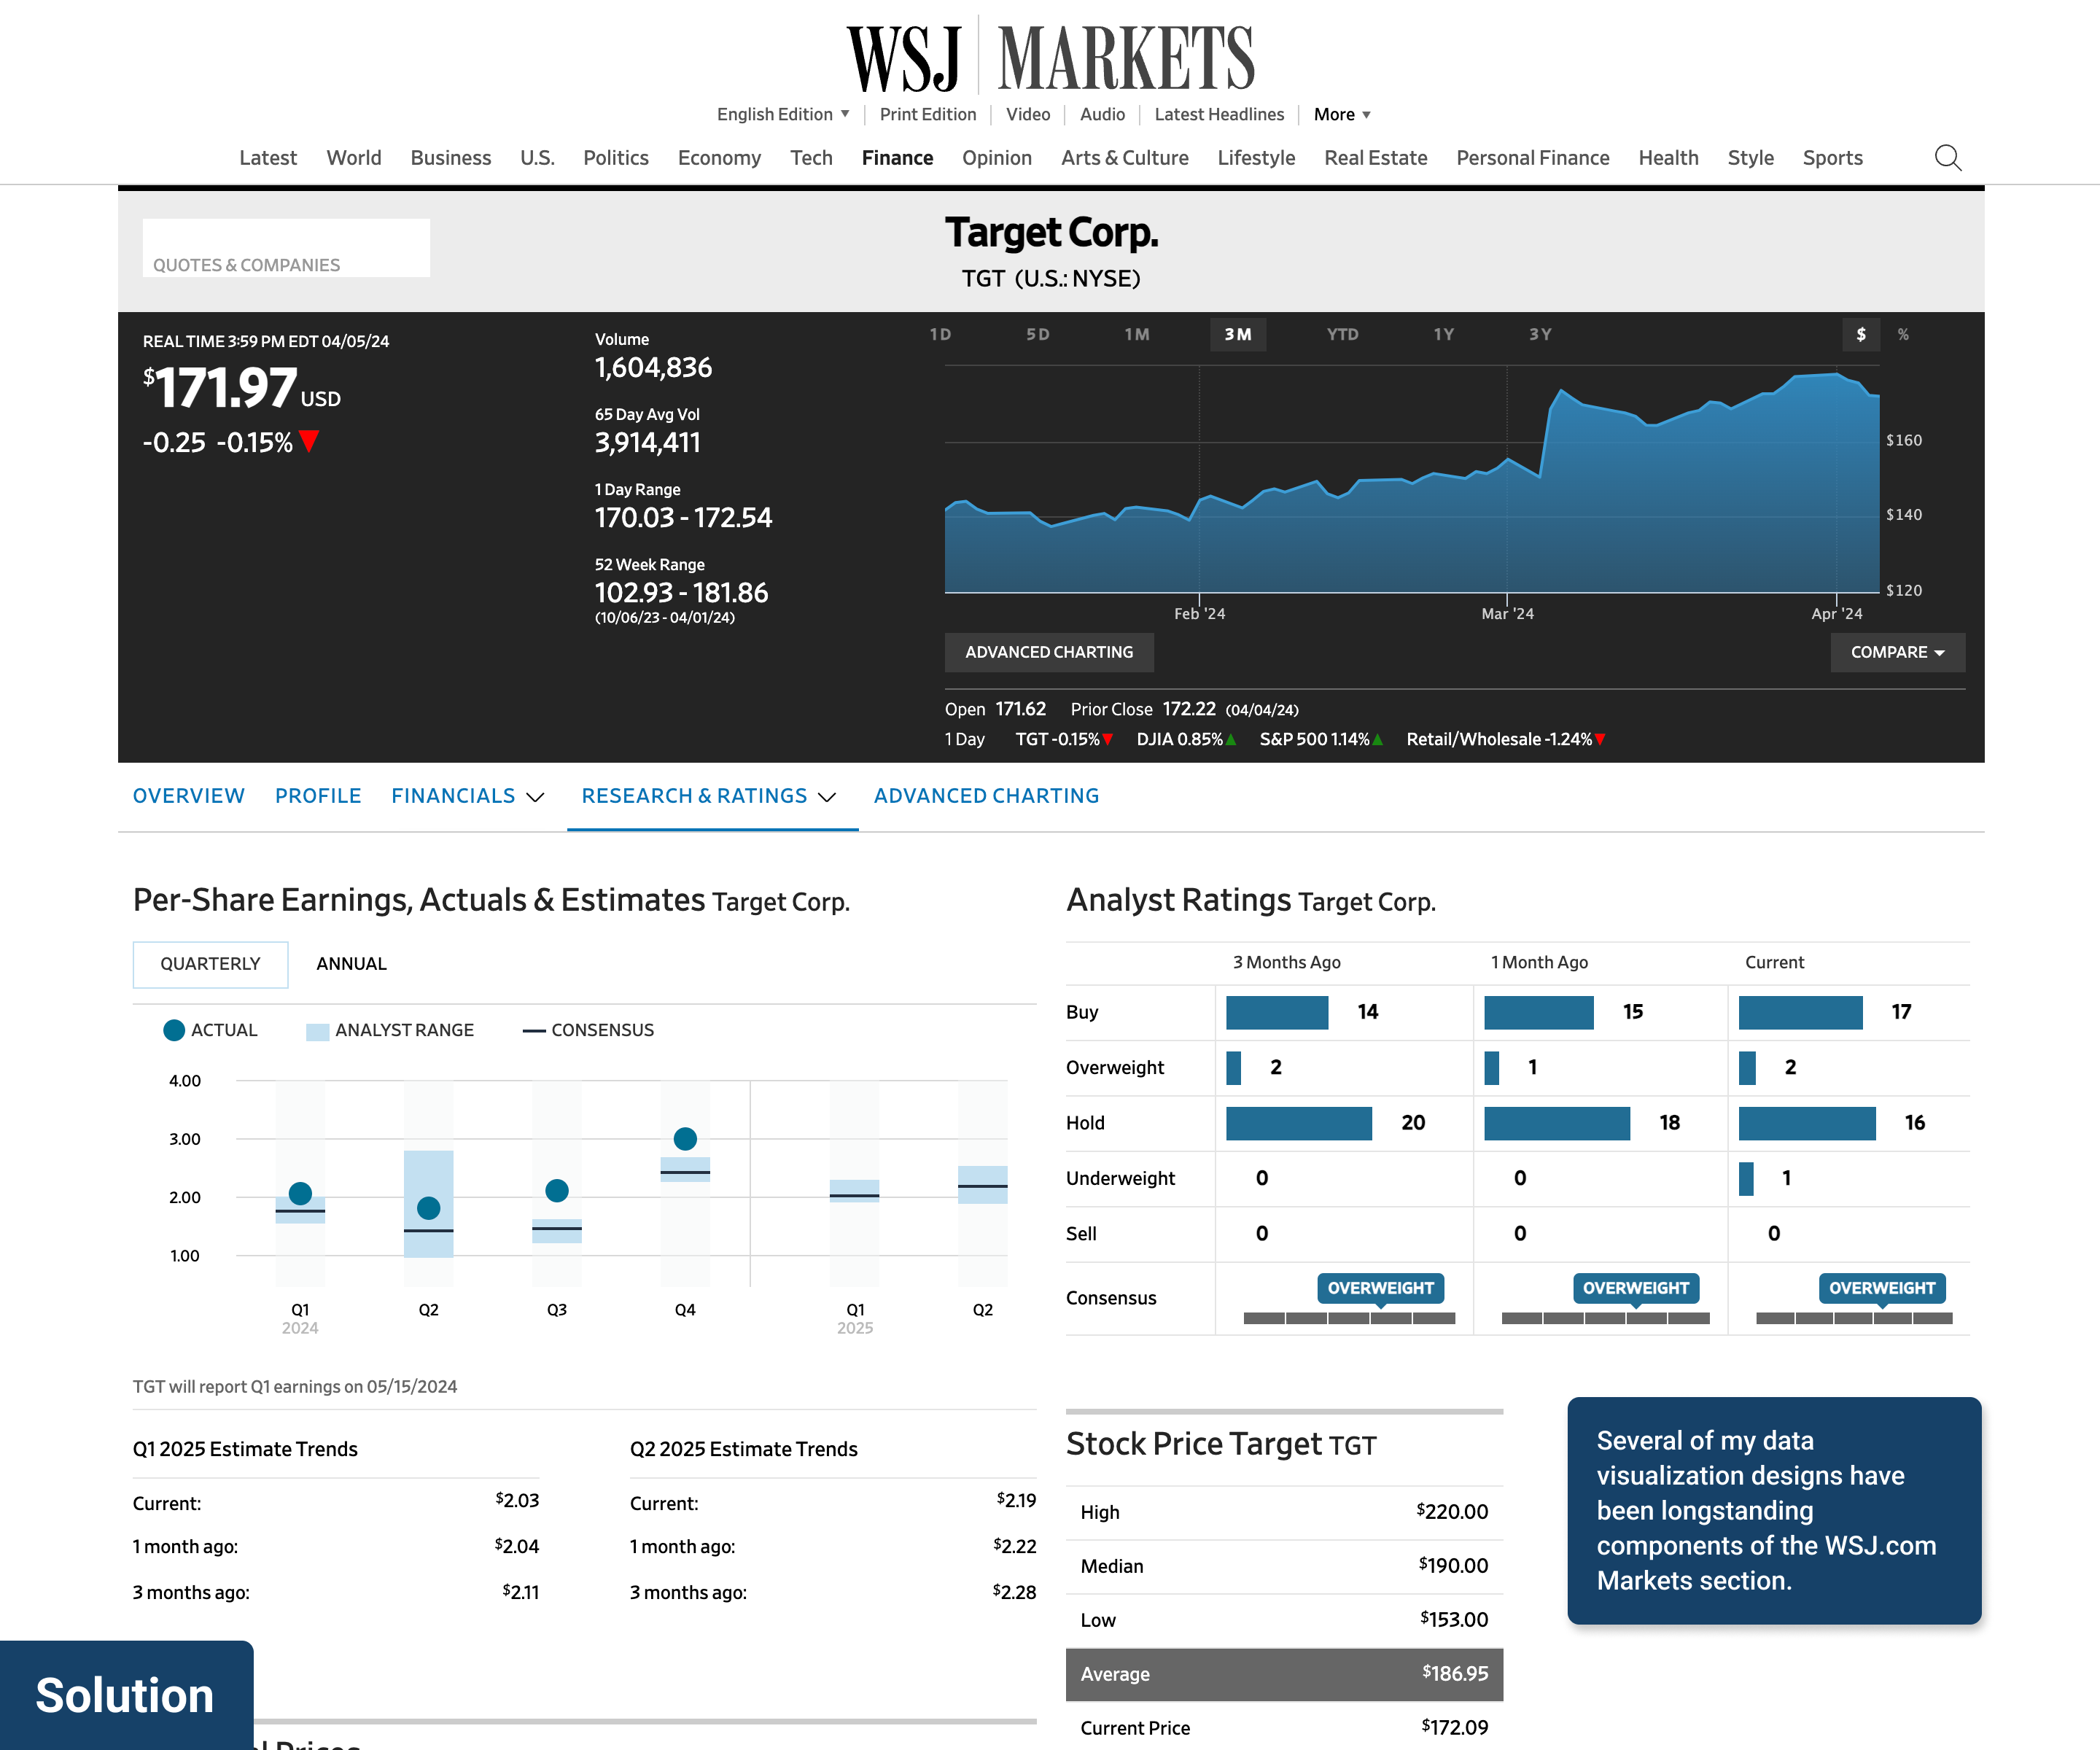 WSJ MARKETS
English Edition Print Edition Video Audio Latest Headlines More
Latest World Business U.S. Politics Economy Tech Finance Opinion Arts & Culture Lifestyle Real Estate Personal Finance Health Style Sports
QUOTES & COMPANIES
Target Corp.
TGT (U.S.: NYSE)
REAL TIME 3:59 PM EDT 04/05/24
$171.97 USD
-0.25 -0.15%
Volume
1,604,836
65 Day Avg Vol
3,914,411
1 Day Range
170.03 - 172.54
52 Week Range
102.93 - 181.86
(10/06/23 - 04/01/24)
1D 5D 1M 3M YTD 1Y 3Y $ %
$160
$140
$120
Feb '24 Mar '24 Apr '24
ADVANCED CHARTING COMPARE
Open 171.62 Prior Close 172.22 (04/04/24)
1 Day TGT -0.15% DJIA 0.85% S&P 500 1.14% Retail/Wholesale -1.24%
OVERVIEW PROFILE FINANCIALS RESEARCH & RATINGS ADVANCED CHARTING
Per-Share Earnings, Actuals & Estimates Target Corp.
QUARTERLY ANNUAL
ACTUAL ANALYST RANGE CONSENSUS
4.00
3.00
2.00
1.00
Q1 Q2 Q3 Q4 Q1 Q2
2024 2025
TGT will report Q1 earnings on 05/15/2024
Q1 2025 Estimate Trends
Current: $2.03
1 month ago: $2.04
3 months ago: $2.11
Q2 2025 Estimate Trends
Current: $2.19
1 month ago: $2.22
3 months ago: $2.28
Analyst Ratings Target Corp.
3 Months Ago 1 Month Ago Current
Buy 14 15 17
Overweight 2 1 2
Hold 20 18 16
Underweight 0 0 1
Sell 0 0 0
Consensus OVERWEIGHT OVERWEIGHT OVERWEIGHT
Stock Price Target TGT
High $220.00
Median $190.00
Low $153.00
Average $186.95
Current Price $172.09
Several of my data
visualization designs have
been longstanding
components of the WSJ.com
Markets section.
Solution